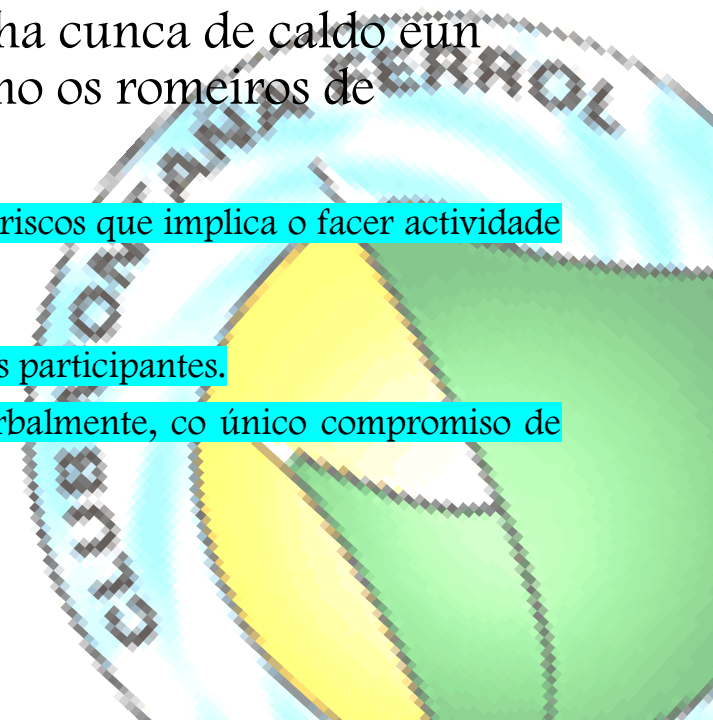 ha cunca de caldo eun
no os romeiros de
riscos que implica o facer actividade
s participantes.
rbalmente, co único compromiso de
CLUB MONTAÑA FERROL